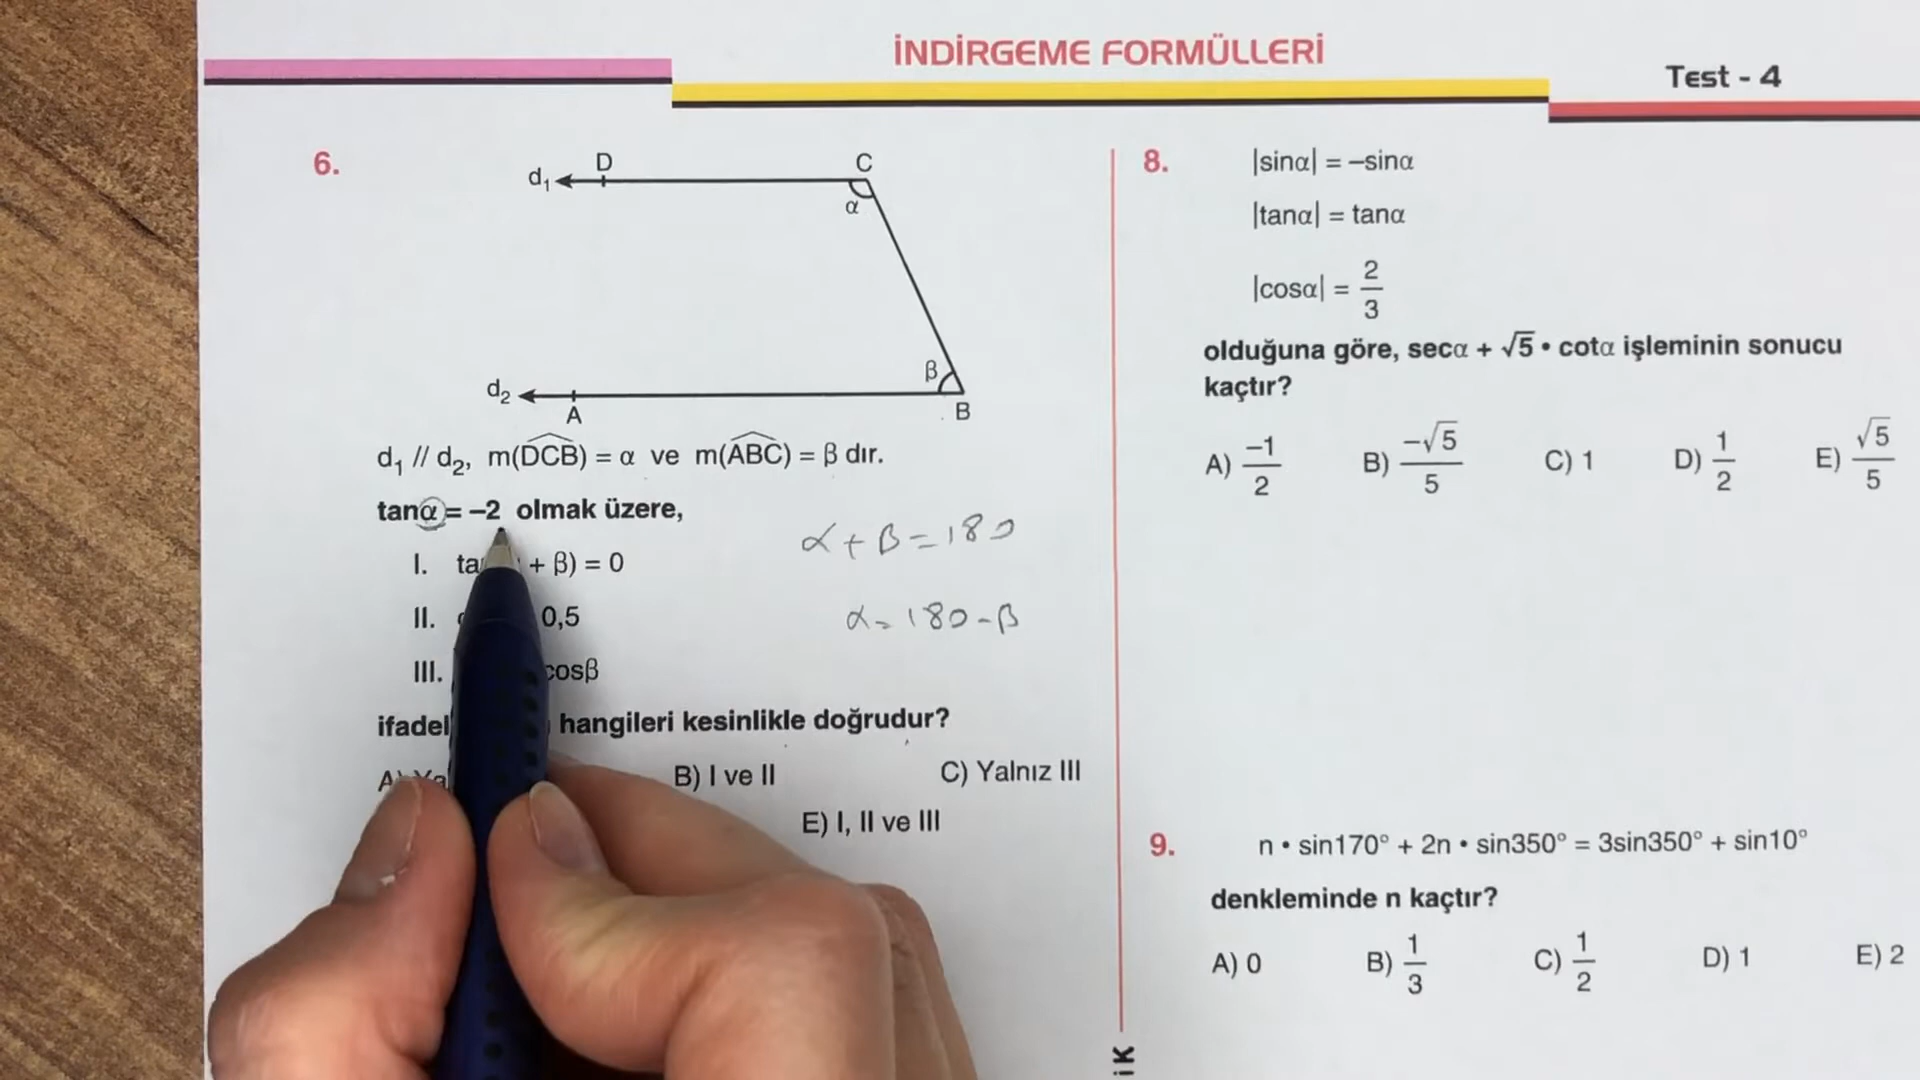 İNDİRGEME FORMÜLLERİ
Test - 4
6.
d₁ D C
α
β
d₂ A B
d₁ // d₂, m(DCB) = α ve m(ABC) = β dır.
tanα = –2 olmak üzere,
I. + β) = 0
II. 0,5
III. cosβ
hangileri kesinlikle doğrudur?
B) I ve II C) Yalnız III
E) I, II ve III
α + β = 180
α = 180 - β
8. |sinα| = –sinα
|tanα| = tanα
|cosα| = 2/3
olduğuna göre, secα + √5 • cotα işleminin sonucu
kaçtır?
A) –1/2 B) –√5/5 C) 1 D) 1/2 E) √5/5
9. n • sin170° + 2n • sin350° = 3sin350° + sin10°
denkleminde n kaçtır?
A) 0 B) 1/3 C) 1/2 D) 1 E) 2
İK